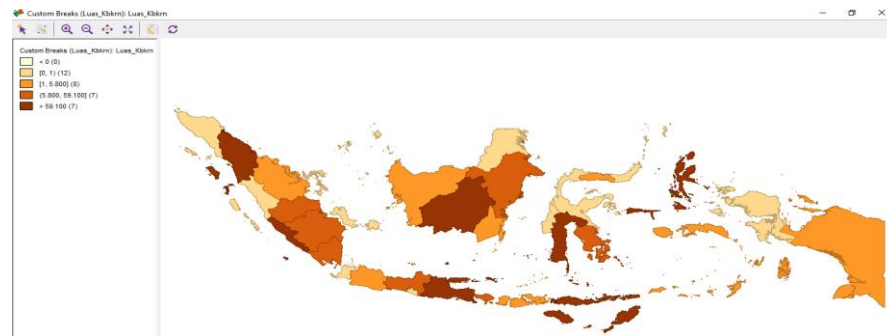 Custom Breaks (Luas_Kbkrn): Luas_Kbkrn
Custom Breaks (Luas_Kbkrn): Luas_Kbkrn
< 0 (0)
[0, 1) (12)
[1, 5.800] (8)
(5.800, 59.100] (7)
> 59.100 (7)